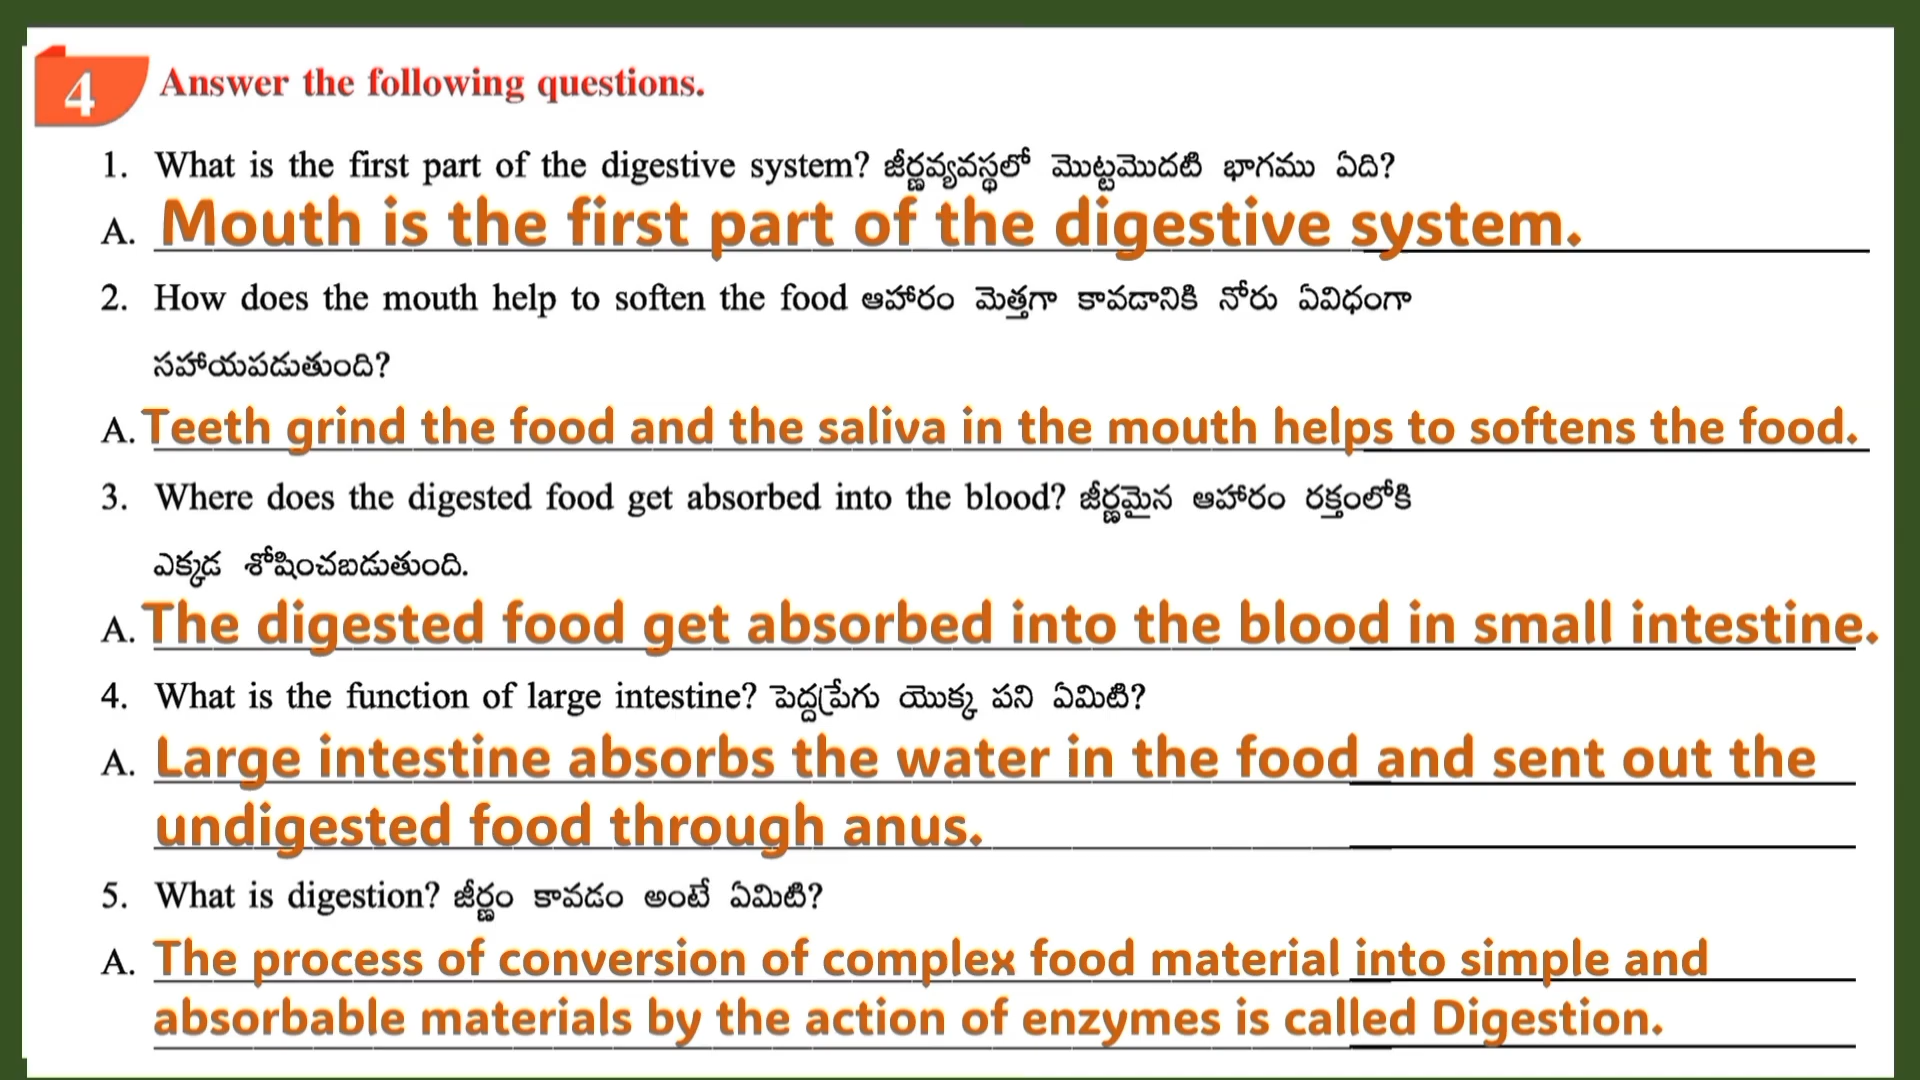 4 Answer the following questions.
1. What is the first part of the digestive system? జీర్ణవ్యవస్థలో మొట్టమొదటి భాగము ఏది?
A. Mouth is the first part of the digestive system.
2. How does the mouth help to soften the food ఆహారం మెత్తగా కావడానికి నోరు ఏవిధంగా
సహాయపడుతుంది?
A. Teeth grind the food and the saliva in the mouth helps to softens the food.
3. Where does the digested food get absorbed into the blood? జీర్ణమైన ఆహారం రక్తంలోకి
ఎక్కడ శోషించబడుతుంది.
A. The digested food get absorbed into the blood in small intestine.
4. What is the function of large intestine? పెద్దప్రేగు యొక్క పని ఏమిటి?
A. Large intestine absorbs the water in the food and sent out the
undigested food through anus.
5. What is digestion? జీర్ణం కావడం అంటే ఏమిటి?
A. The process of conversion of complex food material into simple and
absorbable materials by the action of enzymes is called Digestion.